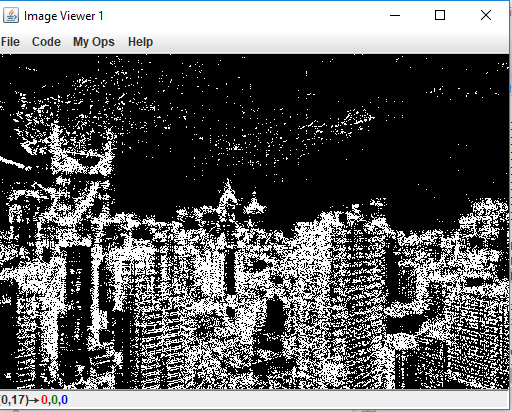 Image Viewer 1
File Code My Ops Help
(0,17)→0,0,0